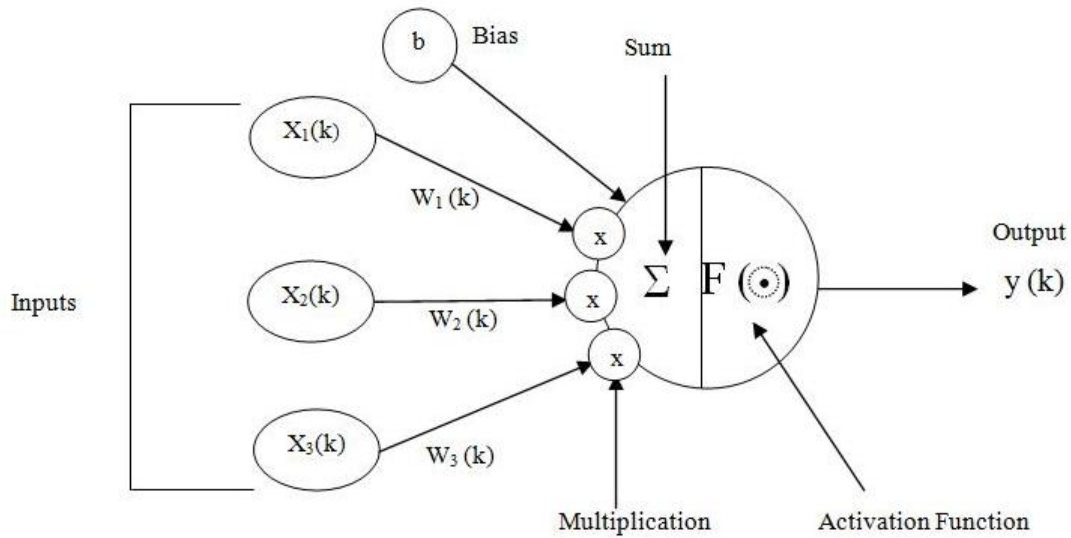 b
Bias
Sum
X₁(k)
W₁ (k)
x
Output
Inputs
X₂(k)
W₂ (k)
x
Σ
F (•)
y (k)
X₃(k)
W₃ (k)
x
Multiplication
Activation Function